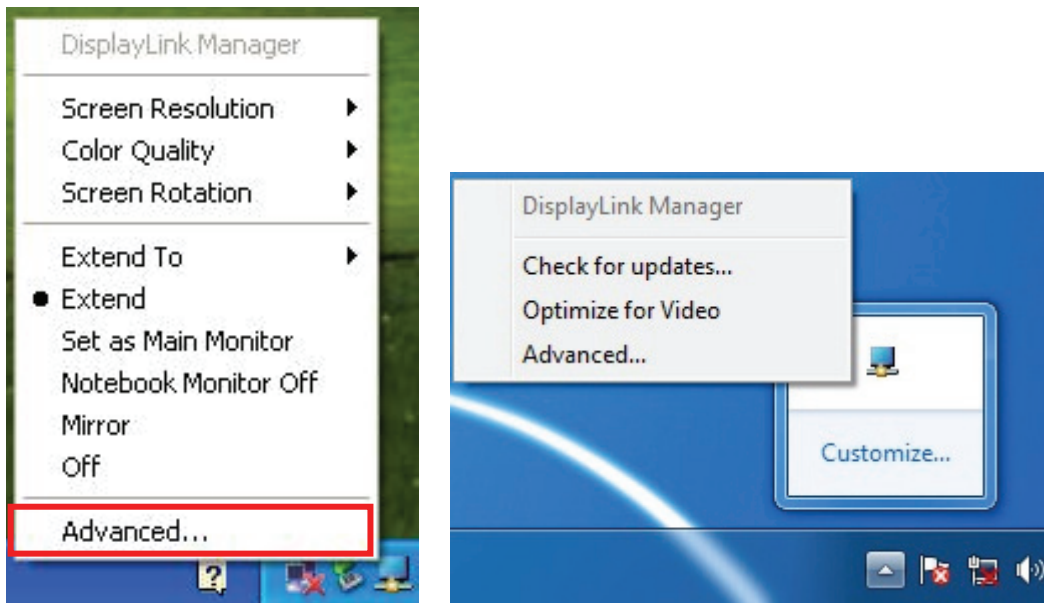 DisplayLink Manager
Screen Resolution
Color Quality
Screen Rotation
Extend To
Extend
Set as Main Monitor
Notebook Monitor Off
Mirror
Off
Advanced...
?
DisplayLink Manager
Check for updates...
Optimize for Video
Advanced...
Customize...